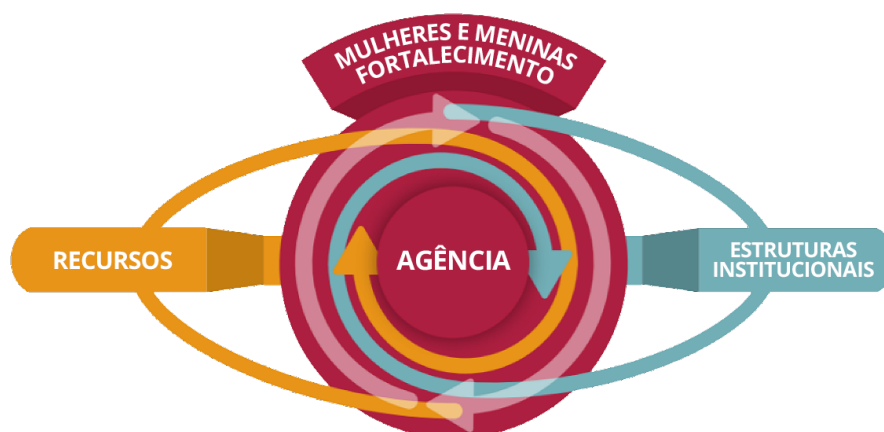 MULHERES E MENINAS
FORTALECIMENTO
RECURSOS
AGÊNCIA
ESTRUTURAS
INSTITUCIONAIS